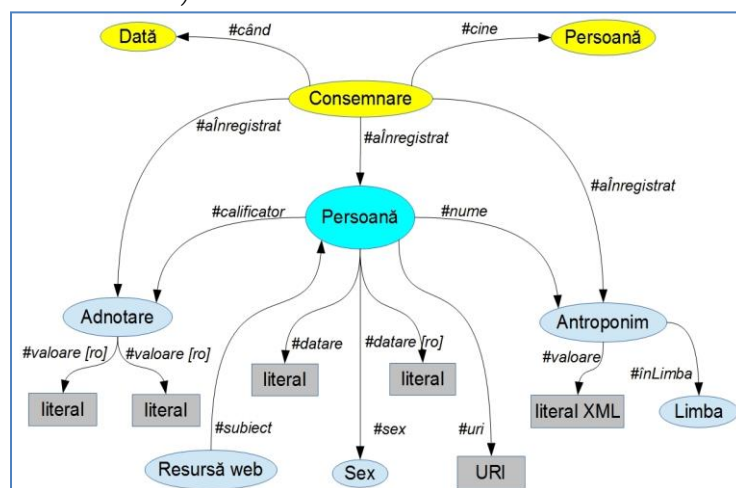 Dată
#când
#cine
Persoană
Consemnare
#aÎnregistrat
#aÎnregistrat
#aÎnregistrat
#calificator
Persoană
#nume
Adnotare
Antroponim
#valoare [ro]
#valoare [ro]
#datare
#datare [ro]
#valoare
#înLimba
literal
literal
literal
literal
literal XML
Limba
#subiect
#sex
#uri
Resursă web
Sex
URI